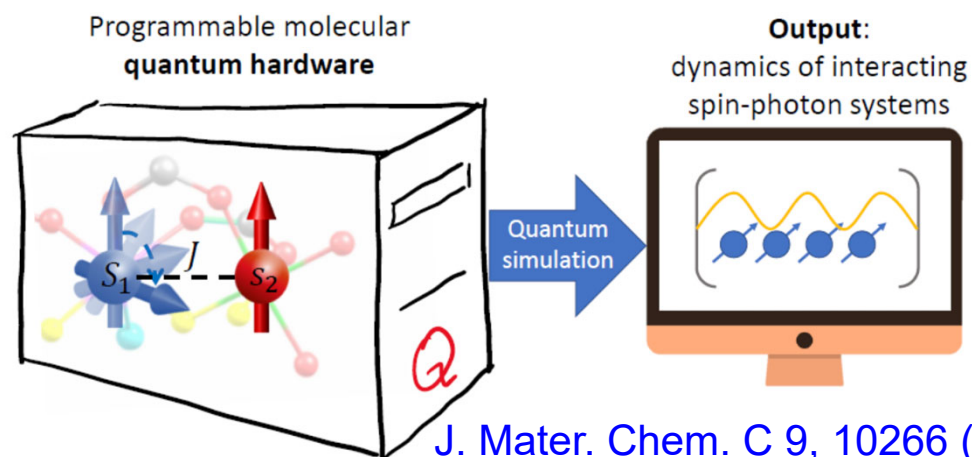 Programmable molecular
quantum hardware
Output:
dynamics of interacting
spin-photon systems
S₁
J
s₂
Quantum
simulation
Q
J. Mater. Chem. C 9, 10266 (